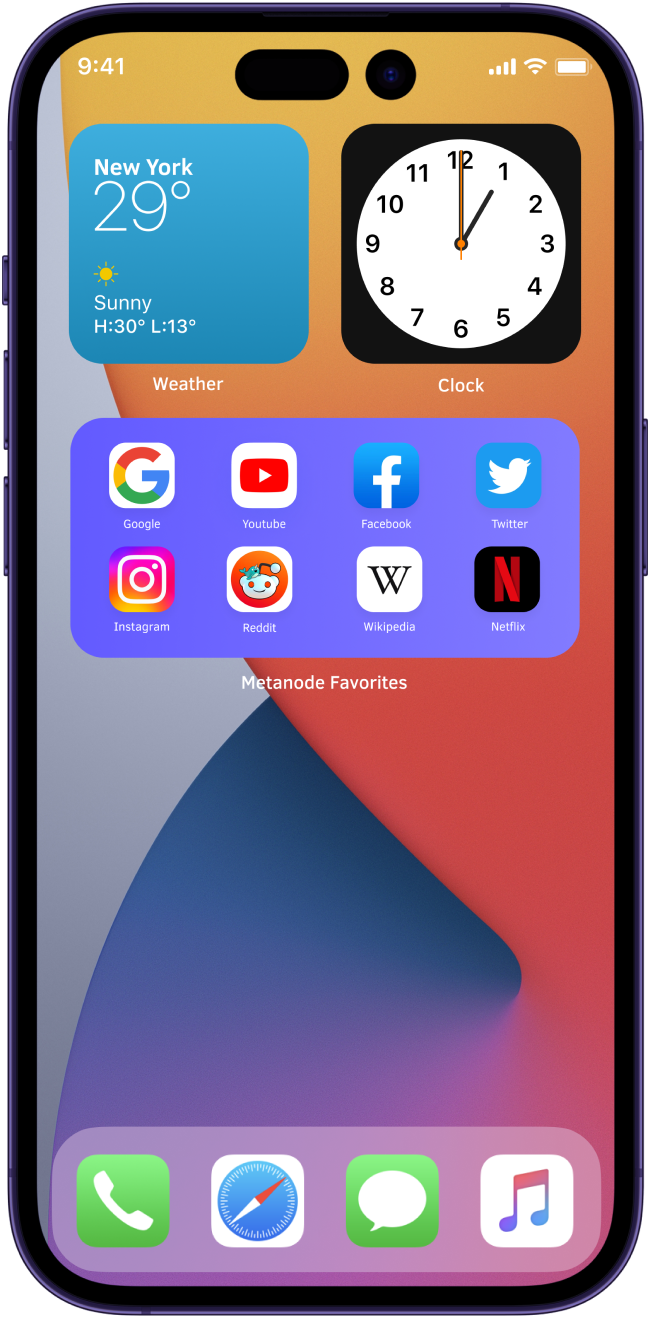 9:41
New York
29°
Sunny
H:30° L:13°
12
1
2
3
4
5
6
7
8
9
10
11
Weather
Clock
Google
Youtube
Facebook
Twitter
Instagram
Reddit
W
Wikipedia
N
Netflix
Metanode Favorites